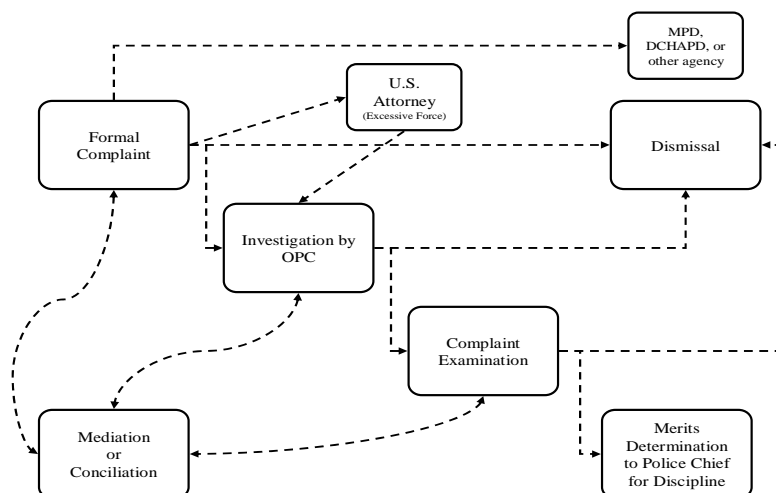 MPD,
DCHAPD, or
other agency
U.S.
Attorney
(Excessive Force)
Formal
Complaint
Dismissal
Investigation by
OPC
Complaint
Examination
Mediation
or
Conciliation
Merits
Determination
to Police Chief
for Discipline